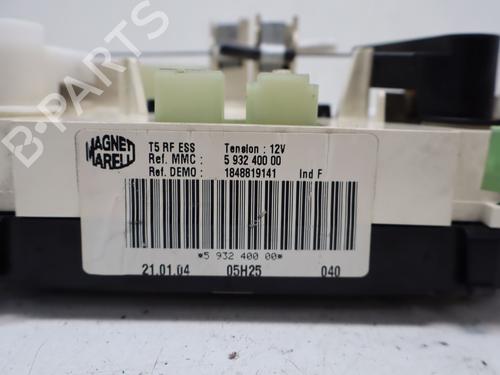 B-PARTS
MAGNETI
MARELLI
T5 RF ESS Tension : 12V
Ref. MMC : 5 932 400 00
Ref. DEMO : 1848819141 Ind F
*5 932 400 00*
21.01.04 05H25 040